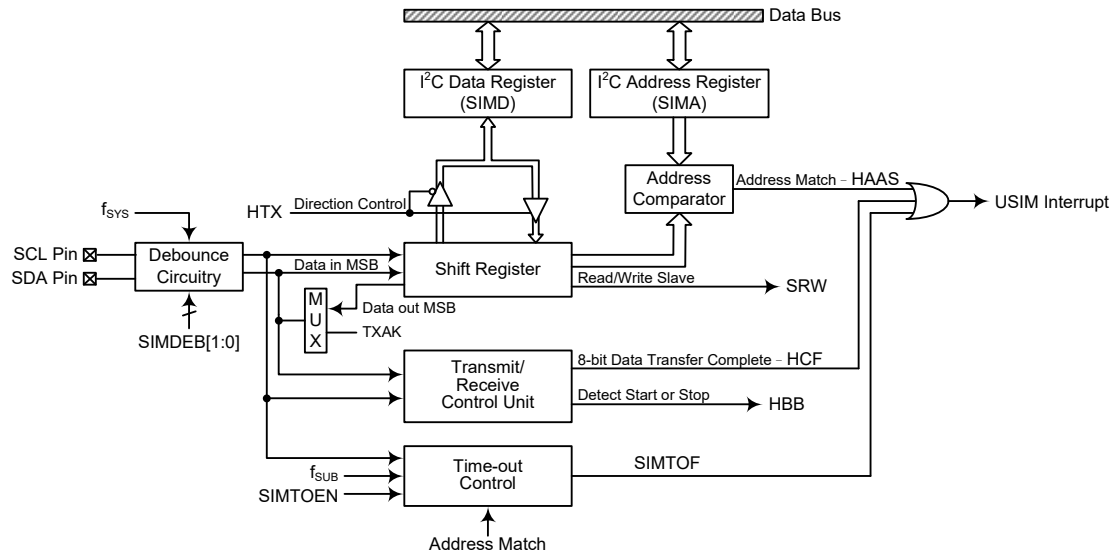 Data Bus
I²C Data Register
(SIMD)
I²C Address Register
(SIMA)
Address
Comparator
Address Match - HAAS
USIM Interrupt
HTX
Direction Control
fSYS
SCL Pin
SDA Pin
Debounce
Circuitry
SIMDEB[1:0]
Data in MSB
Shift Register
Read/Write Slave
SRW
M
U
X
Data out MSB
TXAK
Transmit/
Receive
Control Unit
8-bit Data Transfer Complete - HCF
Detect Start or Stop
HBB
fSUB
SIMTOEN
Time-out
Control
SIMTOF
Address Match